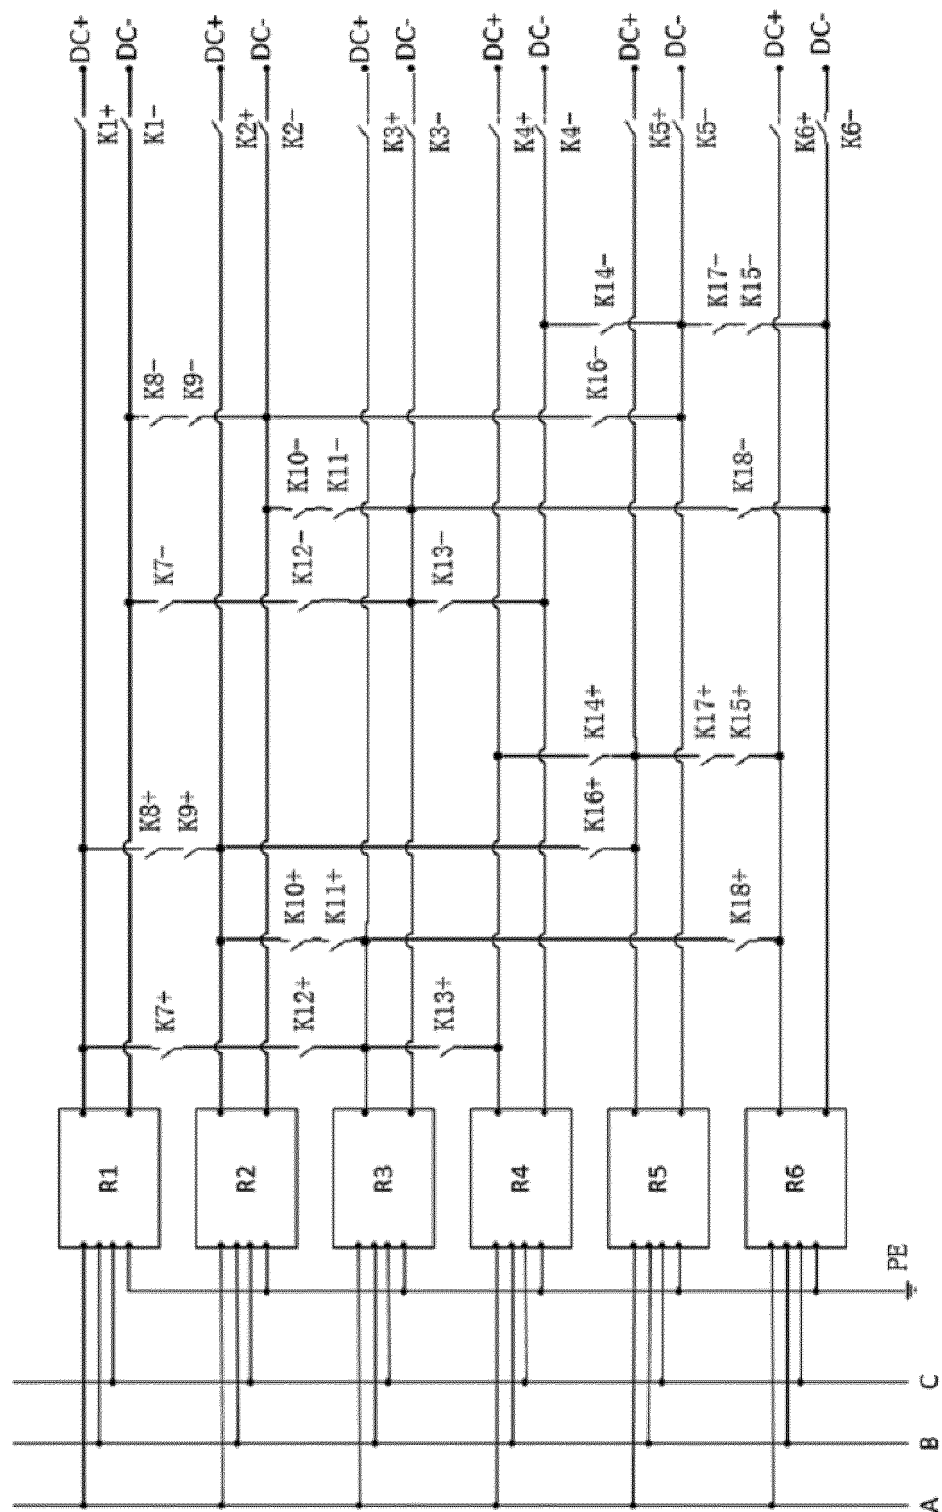 DC+
DC-
DC+
DC-
DC+
DC-
DC+
DC-
DC+
DC-
DC+
DC-
K1+
K1-
K2+
K2-
K3+
K3-
K4+
K4-
K5+
K5-
K6+
K6-
K14-
K17-
K15-
K8-
K9-
K16-
K10-
K11-
K18-
K7-
K12-
K13-
K14+
K17+
K15+
K8+
K9+
K16+
K10+
K11+
K18+
K7+
K12+
K13+
R1
R2
R3
R4
R5
R6
PE
C
B
A